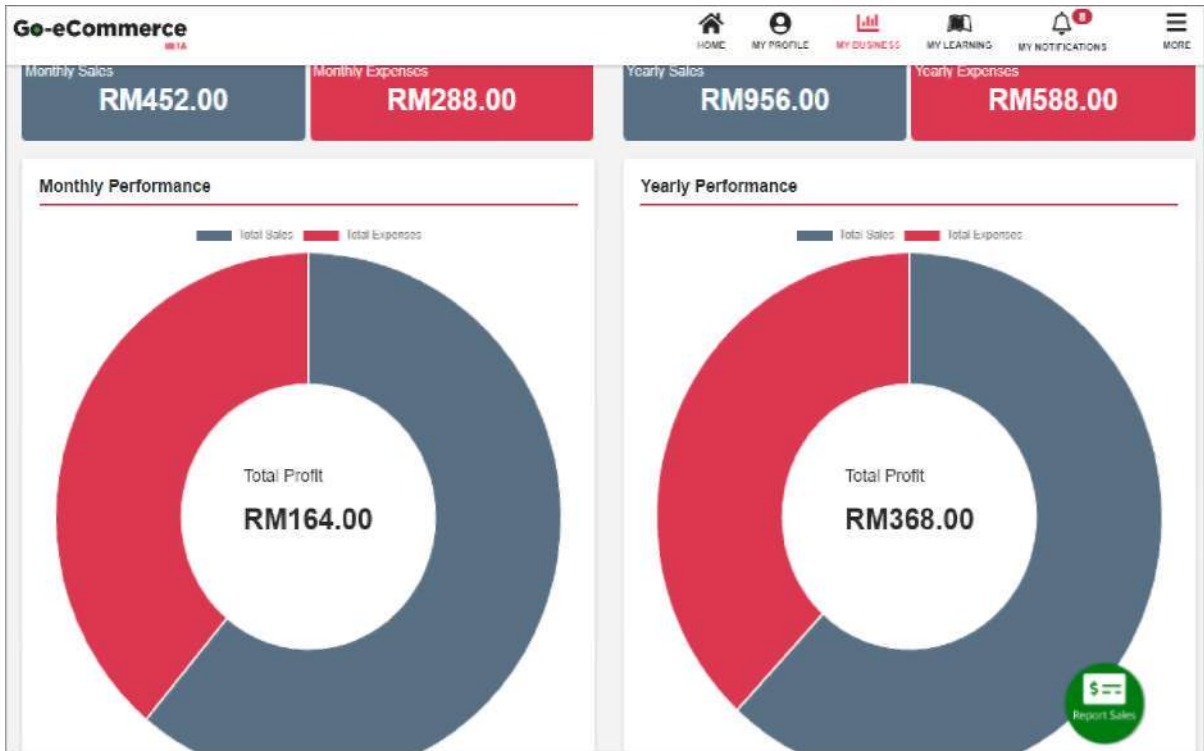 Go-eCommerce
BETA
HOME
MY PROFILE
MY BUSINESS
MY LEARNING
MY NOTIFICATIONS
MORE
Monthly Sales
RM452.00
Monthly Expenses
RM288.00
Yearly Sales
RM956.00
Yearly Expenses
RM588.00
Monthly Performance
Total Sales
Total Expenses
Total Profit
RM164.00
Yearly Performance
Total Sales
Total Expenses
Total Profit
RM368.00
$
Report Sales